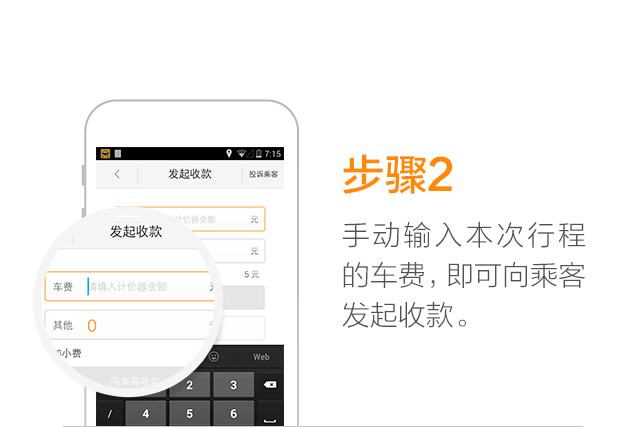 步骤2
手动输入本次行程
的车费，即可向乘客
发起收款。
7:15
发起收款
投诉乘客
计价器金额 元
元
5 元
发起收款
车费 请填入计价器金额
其他 0
小费
向乘客收款
Web
2 3
/ 4 5 6